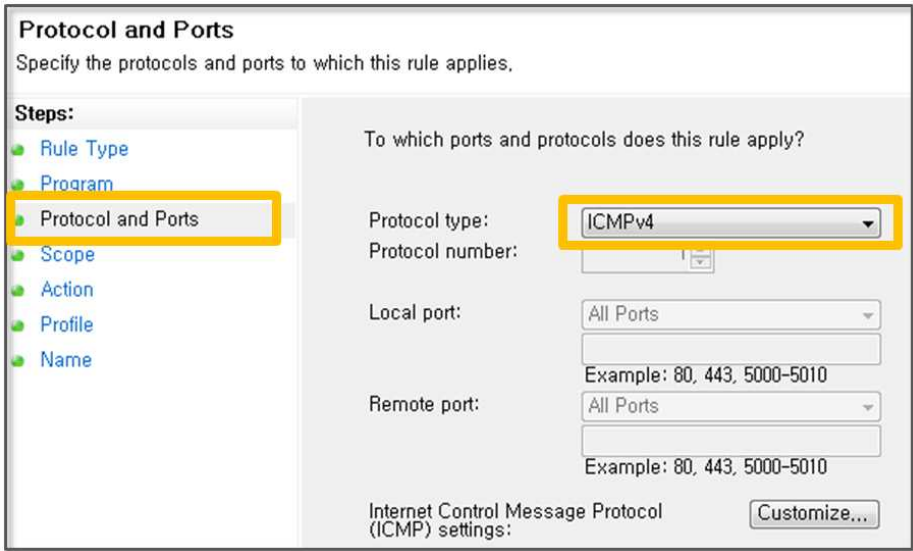 Protocol and Ports
Specify the protocols and ports to which this rule applies,
Steps:
Rule Type
Program
Protocol and Ports
Scope
Action
Profile
Name
To which ports and protocols does this rule apply?
Protocol type: ICMPv4
Protocol number: 1
Local port: All Ports
Example: 80, 443, 5000-5010
Remote port: All Ports
Example: 80, 443, 5000-5010
Internet Control Message Protocol
(ICMP) settings:
Customize...